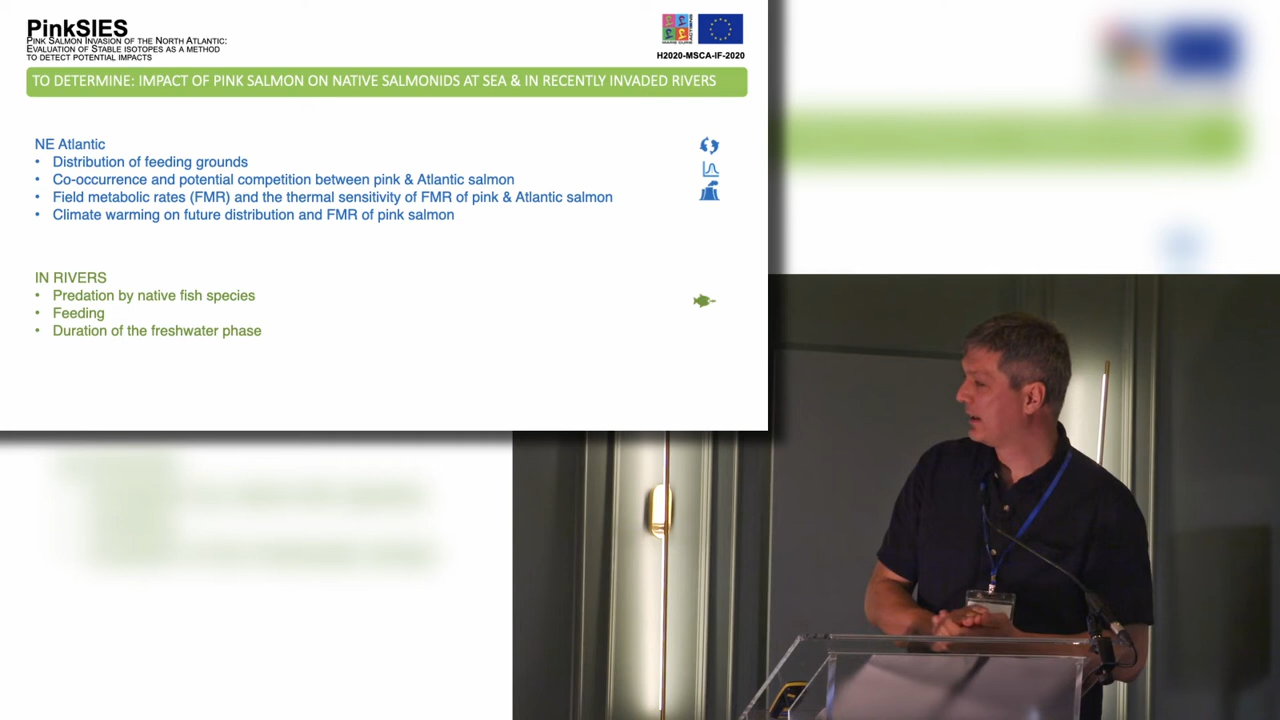 PinkSIES
Pink Salmon Invasion of the North Atlantic:
Evaluation of Stable isotopes as a method
to detect potential impacts
MARIE CURIE
ACTIONS
H2020-MSCA-IF-2020
TO DETERMINE: IMPACT OF PINK SALMON ON NATIVE SALMONIDS AT SEA & IN RECENTLY INVADED RIVERS
NE Atlantic
• Distribution of feeding grounds
• Co-occurrence and potential competition between pink & Atlantic salmon
• Field metabolic rates (FMR) and the thermal sensitivity of FMR of pink & Atlantic salmon
• Climate warming on future distribution and FMR of pink salmon
IN RIVERS
• Predation by native fish species
• Feeding
• Duration of the freshwater phase